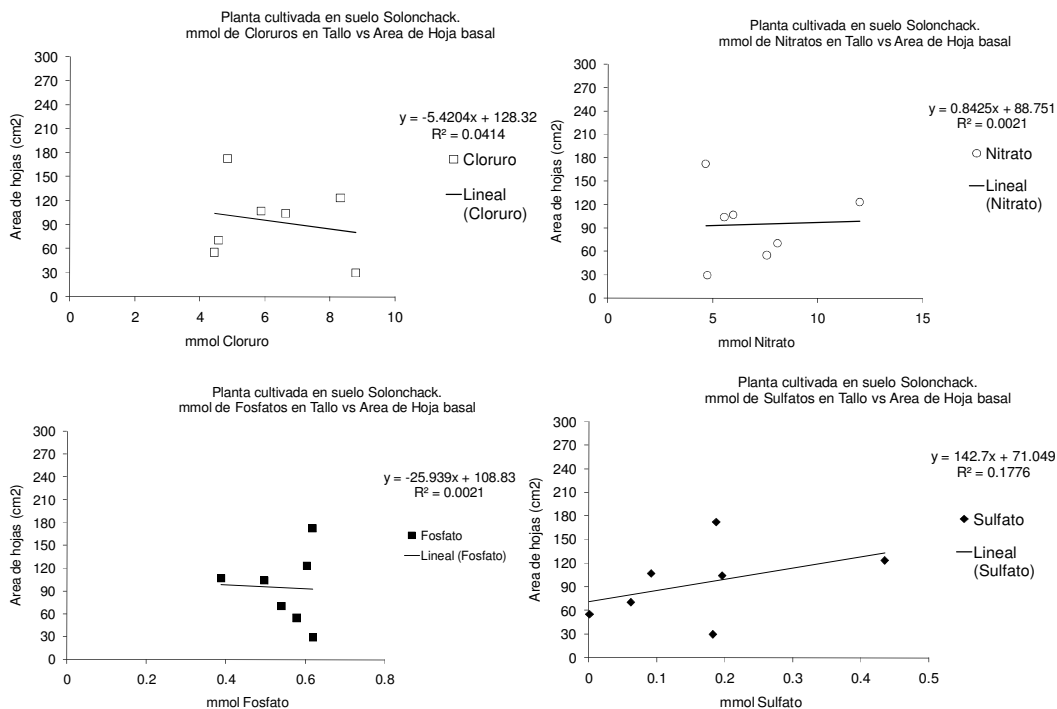 Planta cultivada en suelo Solonchack.
mmol de Cloruros en Tallo vs Area de Hoja basal
300
270
240
210
180
150
120
90
60
30
0
Area de hojas (cm2)
0 2 4 6 8 10
mmol Cloruro
y = -5.4204x + 128.32
R² = 0.0414
Cloruro
Lineal
(Cloruro)
Planta cultivada en suelo Solonchack.
mmol de Nitratos en Tallo vs Area de Hoja basal
300
270
240
210
180
150
120
90
60
30
0
Area de hojas (cm2)
0 5 10 15
mmol Nitrato
y = 0.8425x + 88.751
R² = 0.0021
Nitrato
Lineal
(Nitrato)
Planta cultivada en suelo Solonchack.
mmol de Fosfatos en Tallo vs Area de Hoja basal
300
270
240
210
180
150
120
90
60
30
0
Area de hojas (cm2)
0 0.2 0.4 0.6 0.8
mmol Fosfato
y = -25.939x + 108.83
R² = 0.0021
Fosfato
Lineal (Fosfato)
Planta cultivada en suelo Solonchack.
mmol de Sulfatos en Tallo vs Area de Hoja basal
300
270
240
210
180
150
120
90
60
30
0
Area de hojas (cm2)
0 0.1 0.2 0.3 0.4 0.5
mmol Sulfato
y = 142.7x + 71.049
R² = 0.1776
Sulfato
Lineal
(Sulfato)